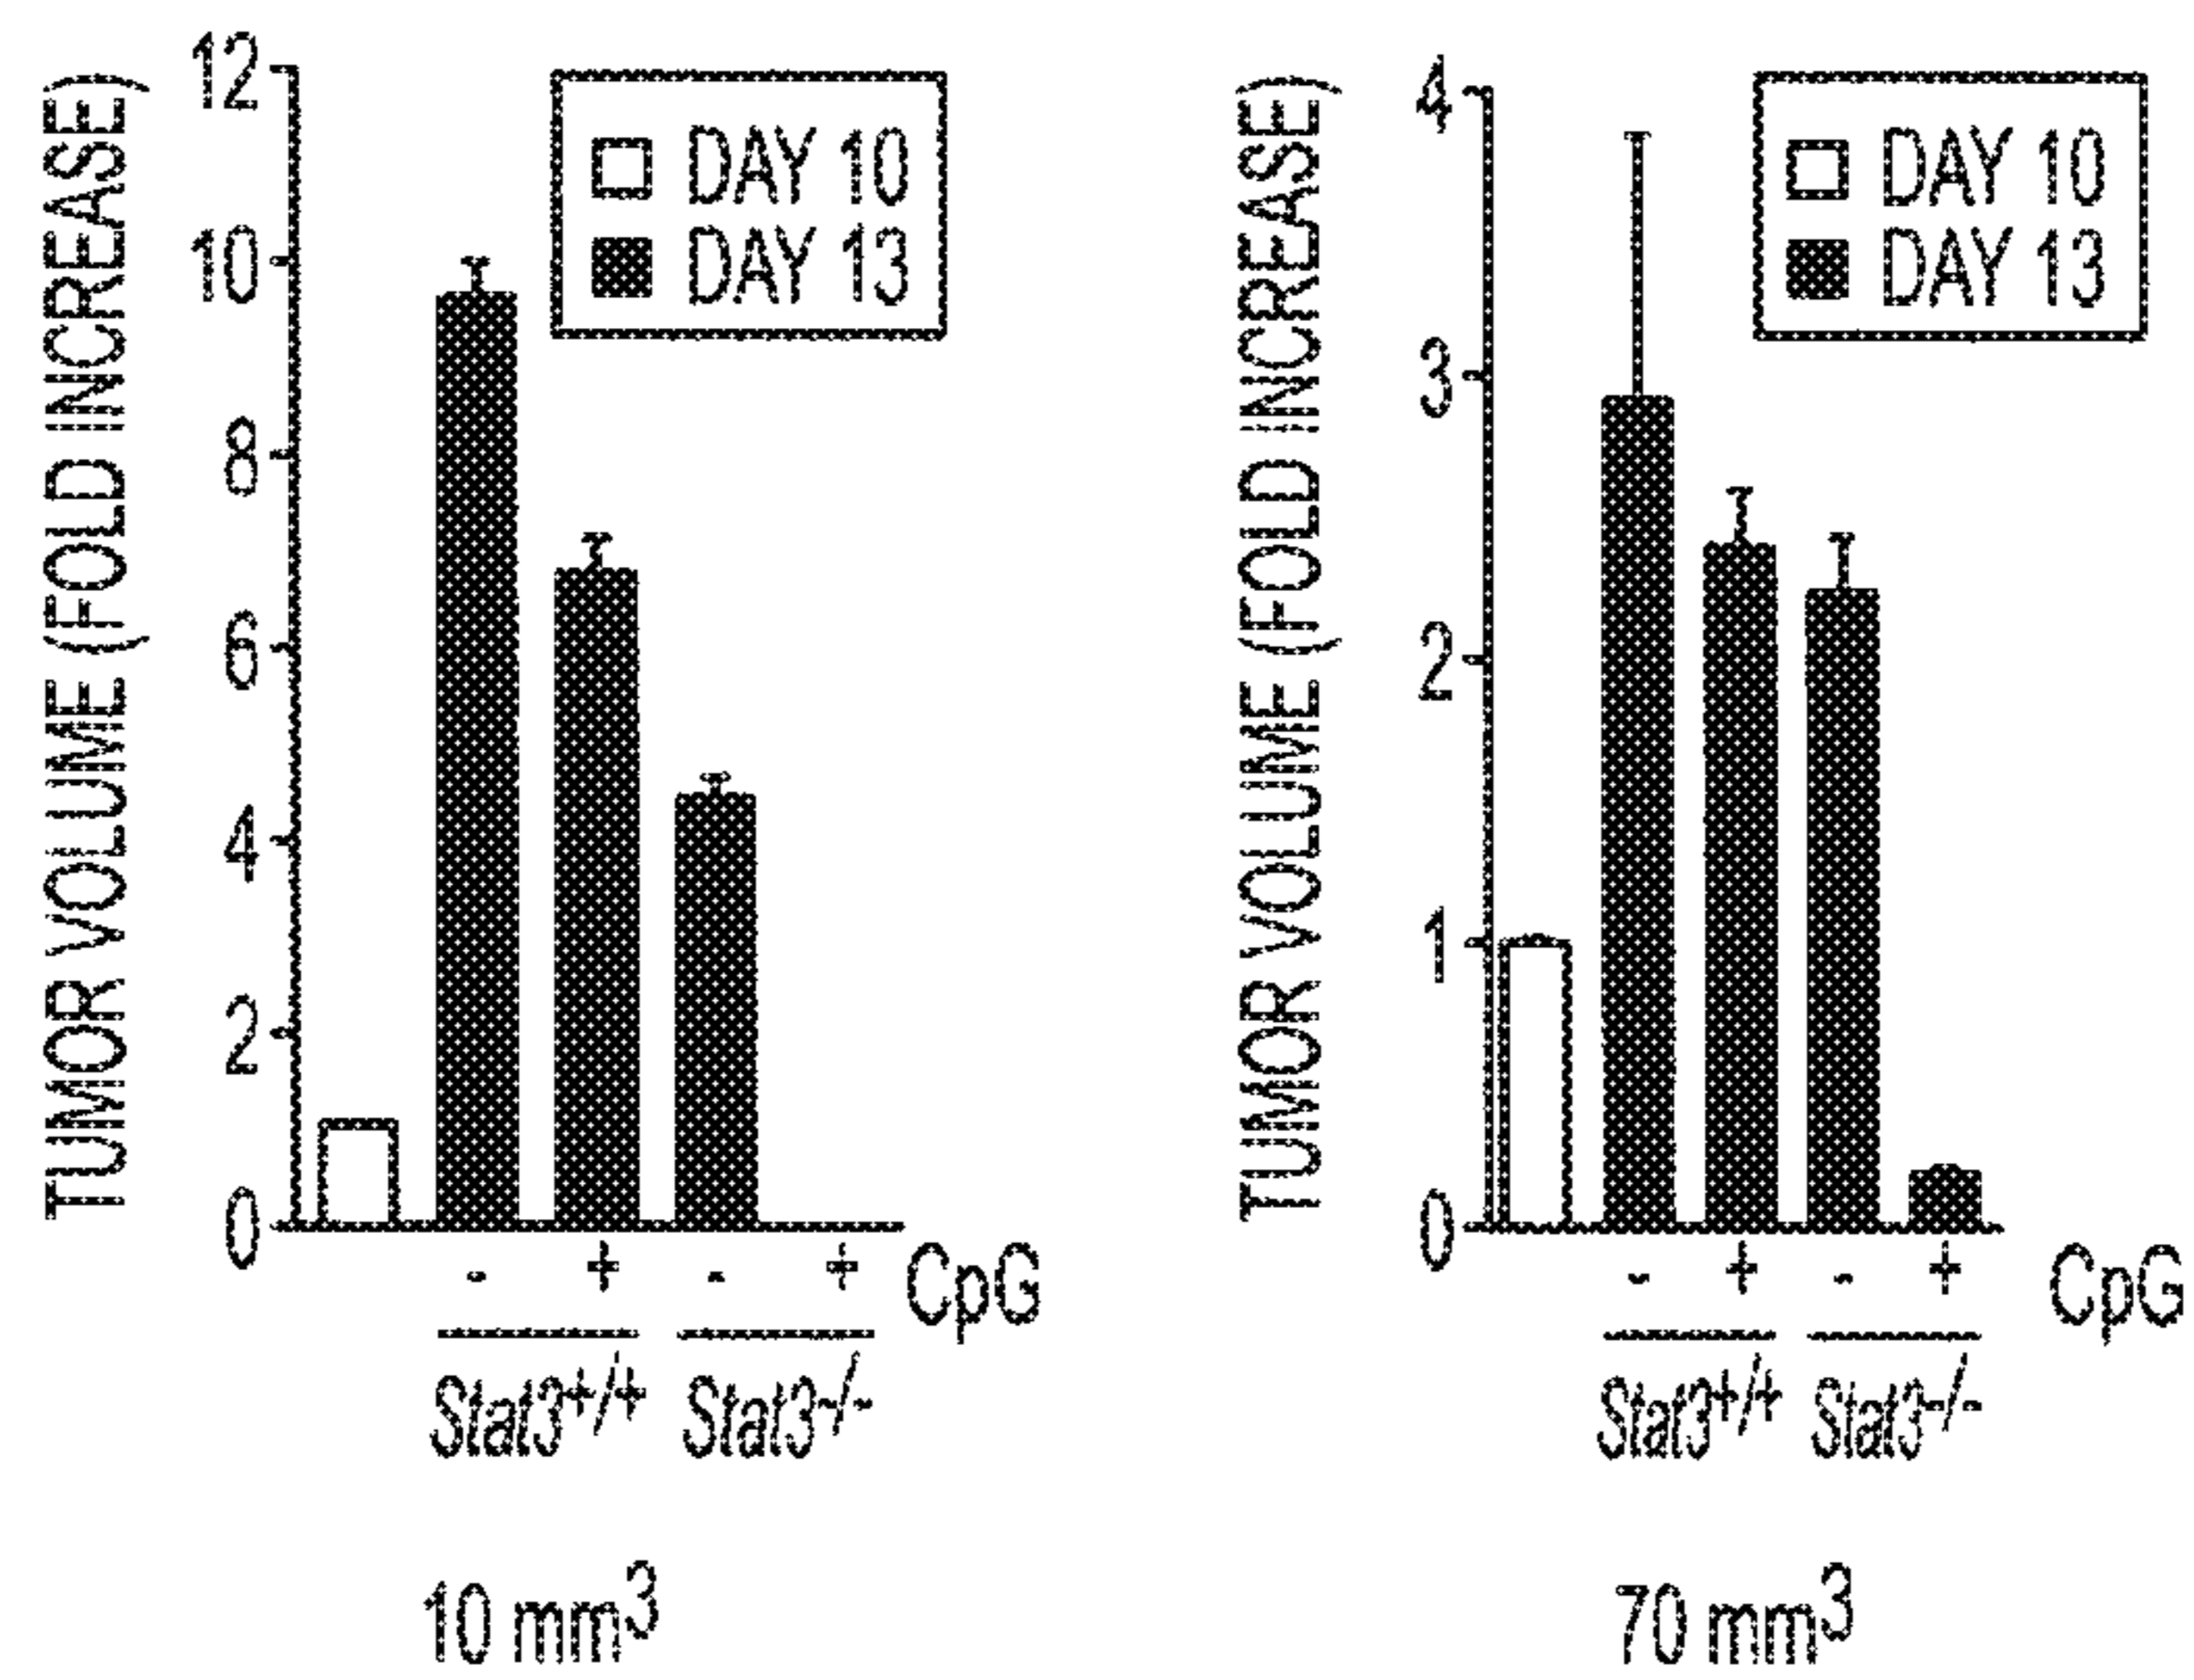 TUMOR VOLUME (FOLD INCREASE)
12
10
8
6
4
2
0
DAY 10
DAY 13
- + - + CpG
Stat3+/+ Stat3-/-
10 mm3
TUMOR VOLUME (FOLD INCREASE)
4
3
2
1
0
DAY 10
DAY 13
- + - + CpG
Stat3+/+ Stat3-/-
70 mm3